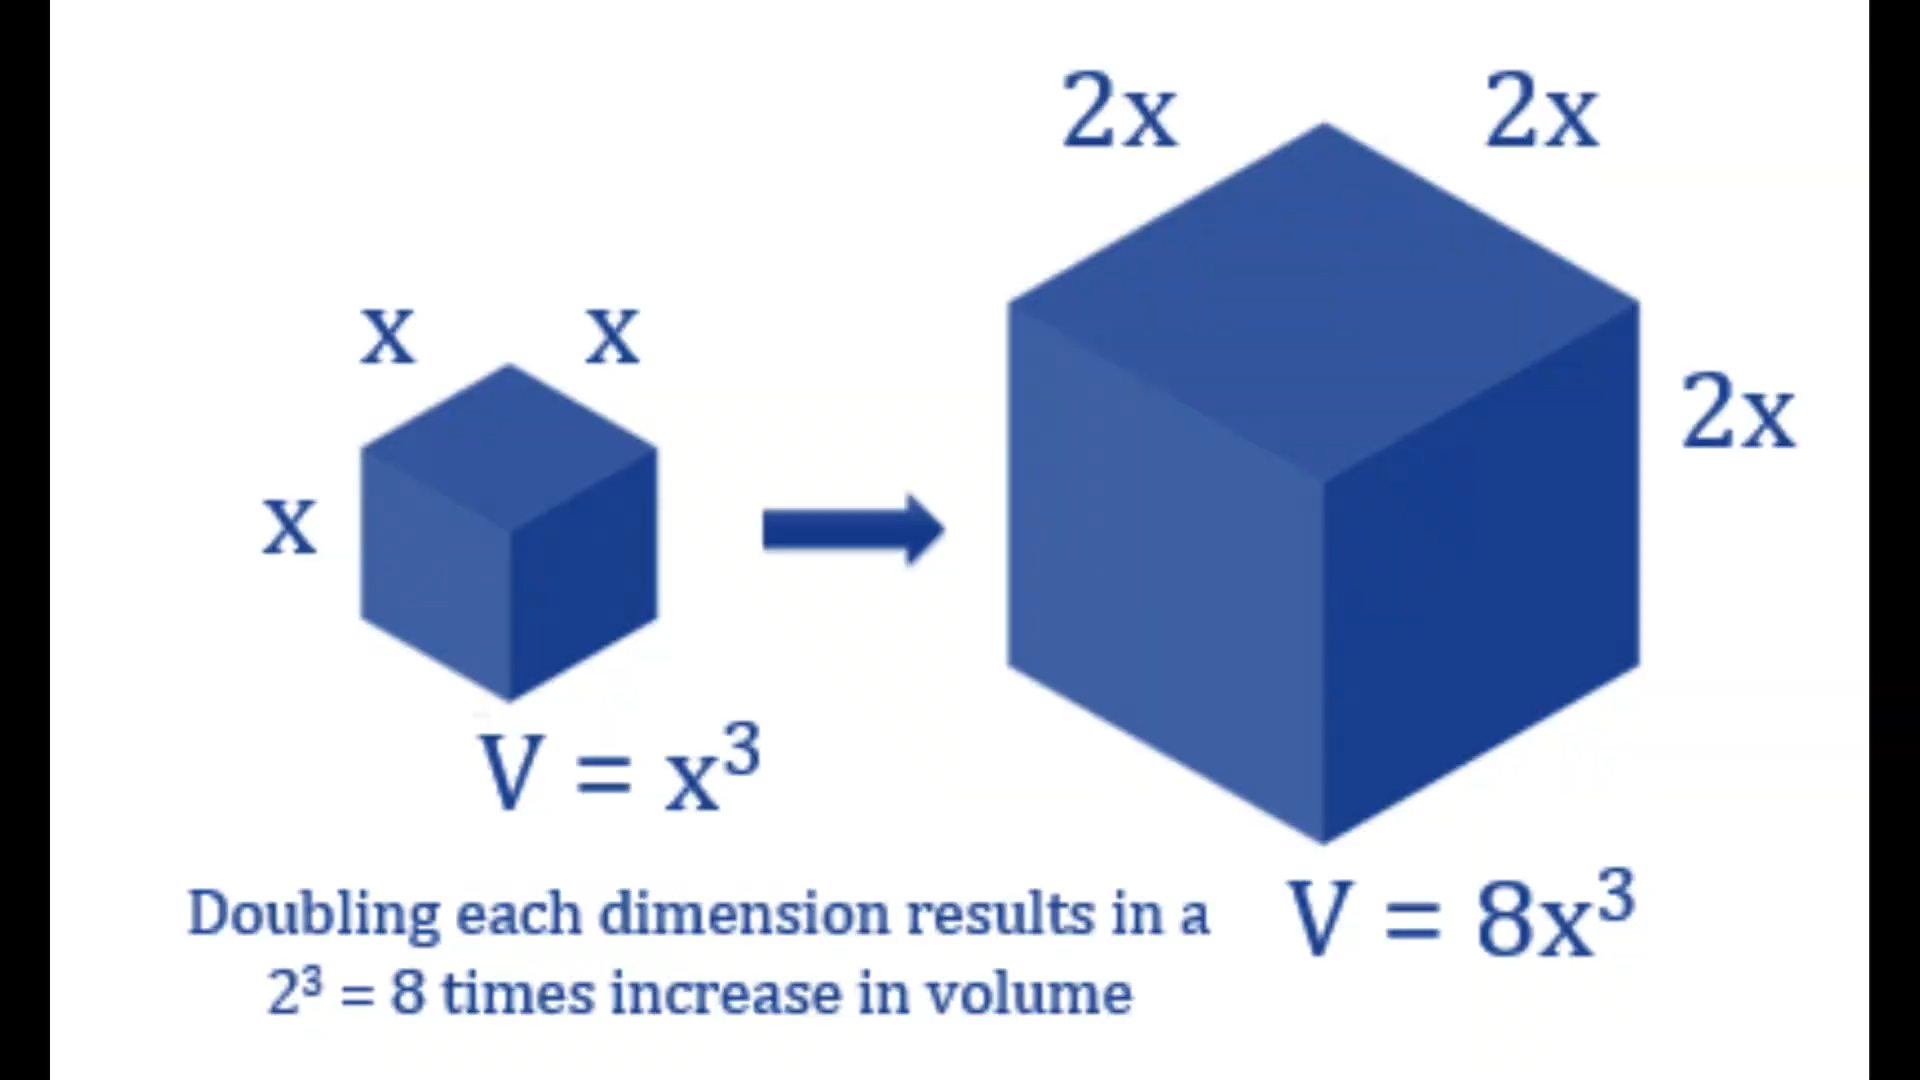 2x
2x
x
x
2x
x
V = x³
V = 8x³
Doubling each dimension results in a
2³ = 8 times increase in volume